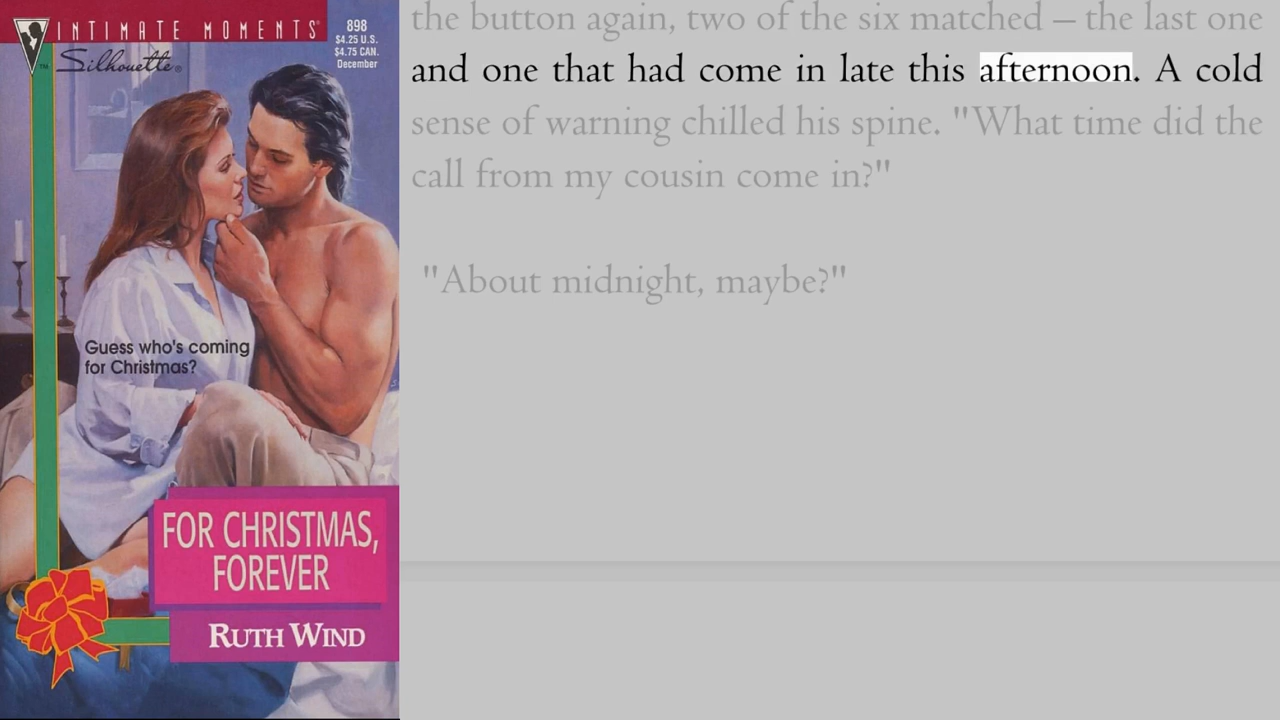 INTIMATE MOMENTS®
898
$4.25 U.S.
$4.75 CAN.
December
™
Silhouette®
Guess who's coming
for Christmas?
FOR CHRISTMAS,
FOREVER
RUTH WIND
the button again, two of the six matched – the last one
and one that had come in late this afternoon. A cold
sense of warning chilled his spine. "What time did the
call from my cousin come in?"
"About midnight, maybe?"